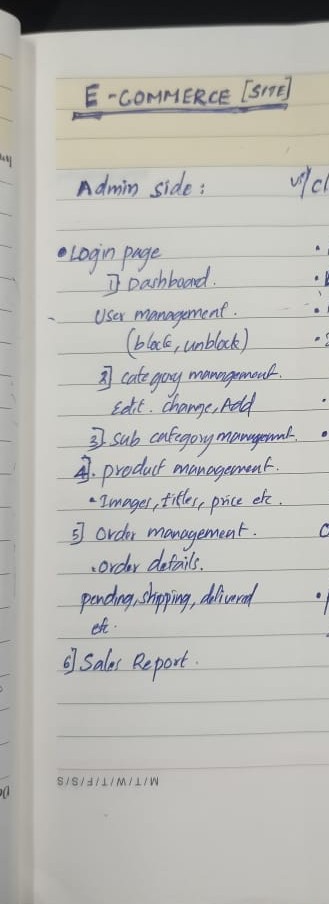 E-COMMERCE [SITE]
Admin side:
• Login page
1] Dashboard.
User management.
(block, unblock)
2] category management.
Edit. Change, Add
3]. sub category management.
4]. product management.
• Images, titles, price etc.
5] Order management.
• order details.
pending, shipping, delivered
etc.
6] Sales Report.
M/T/W/T/F/S/S